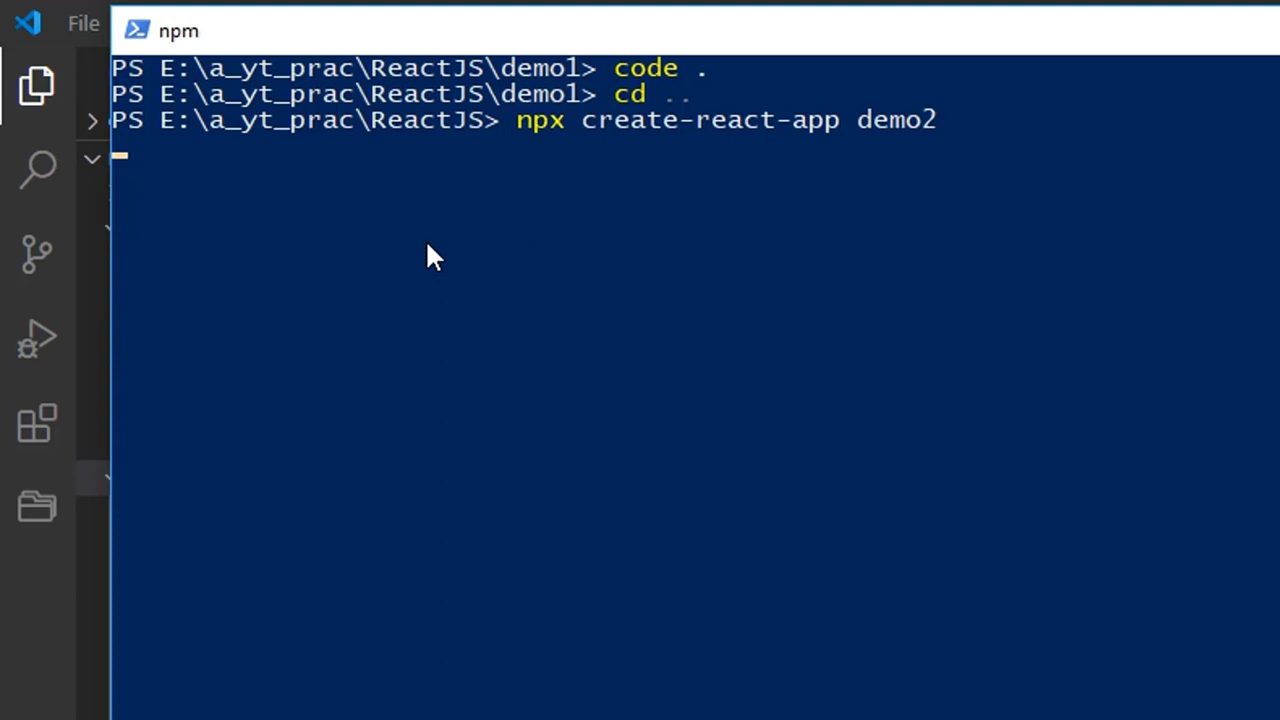 File
npm
PS E:\a_yt_prac\ReactJS\demo1> code .
PS E:\a_yt_prac\ReactJS\demo1> cd ..
PS E:\a_yt_prac\ReactJS> npx create-react-app demo2